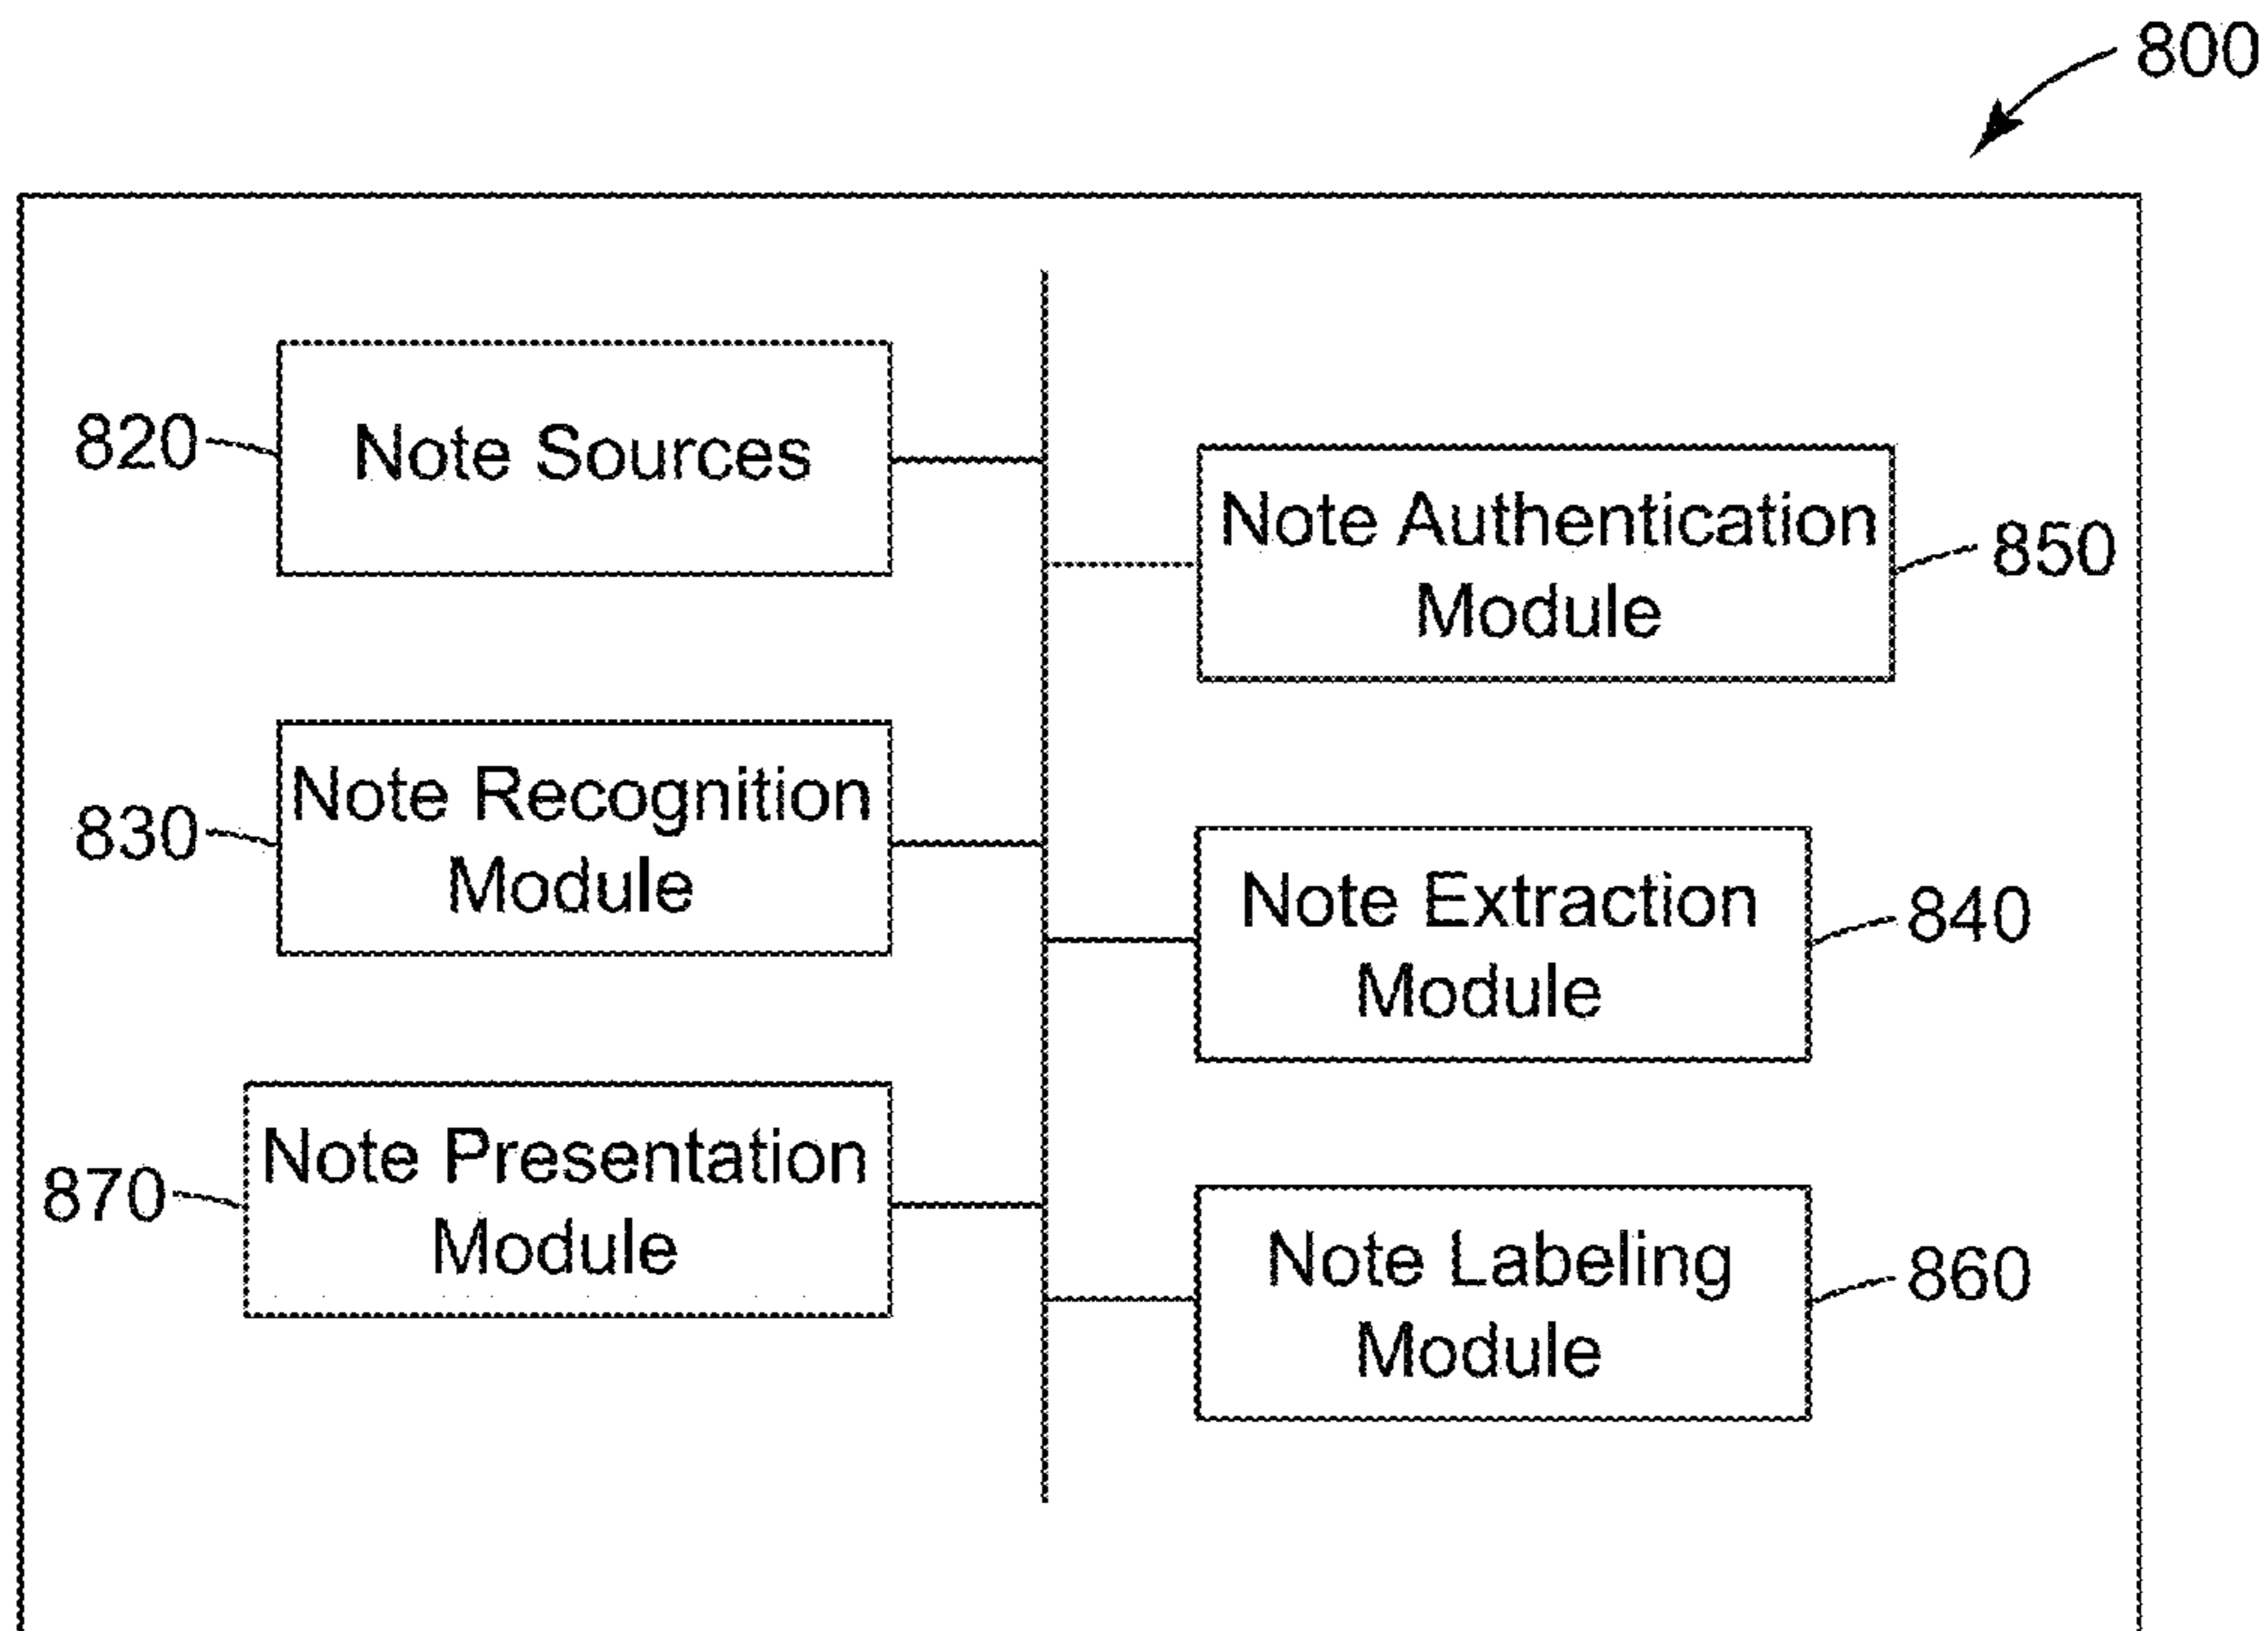 800
820
Note Sources
Note Authentication
Module
850
830
Note Recognition
Module
Note Extraction
Module
840
870
Note Presentation
Module
Note Labeling
Module
860